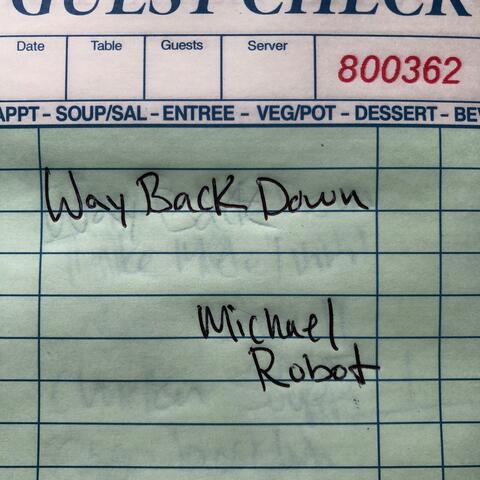 GUEST CHECK
Date Table Guests Server 800362
APPT – SOUP/SAL – ENTREE – VEG/POT – DESSERT – BEV
Way Back Down
Michael
Robot